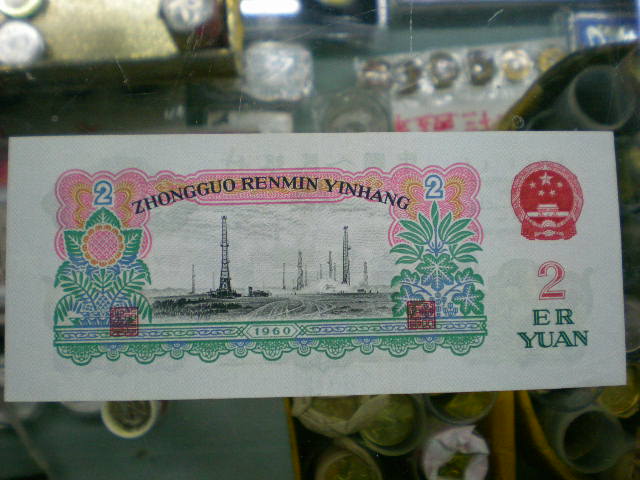 2
2
ZHONGGUO RENMIN YINHANG
1960
2
ER
YUAN